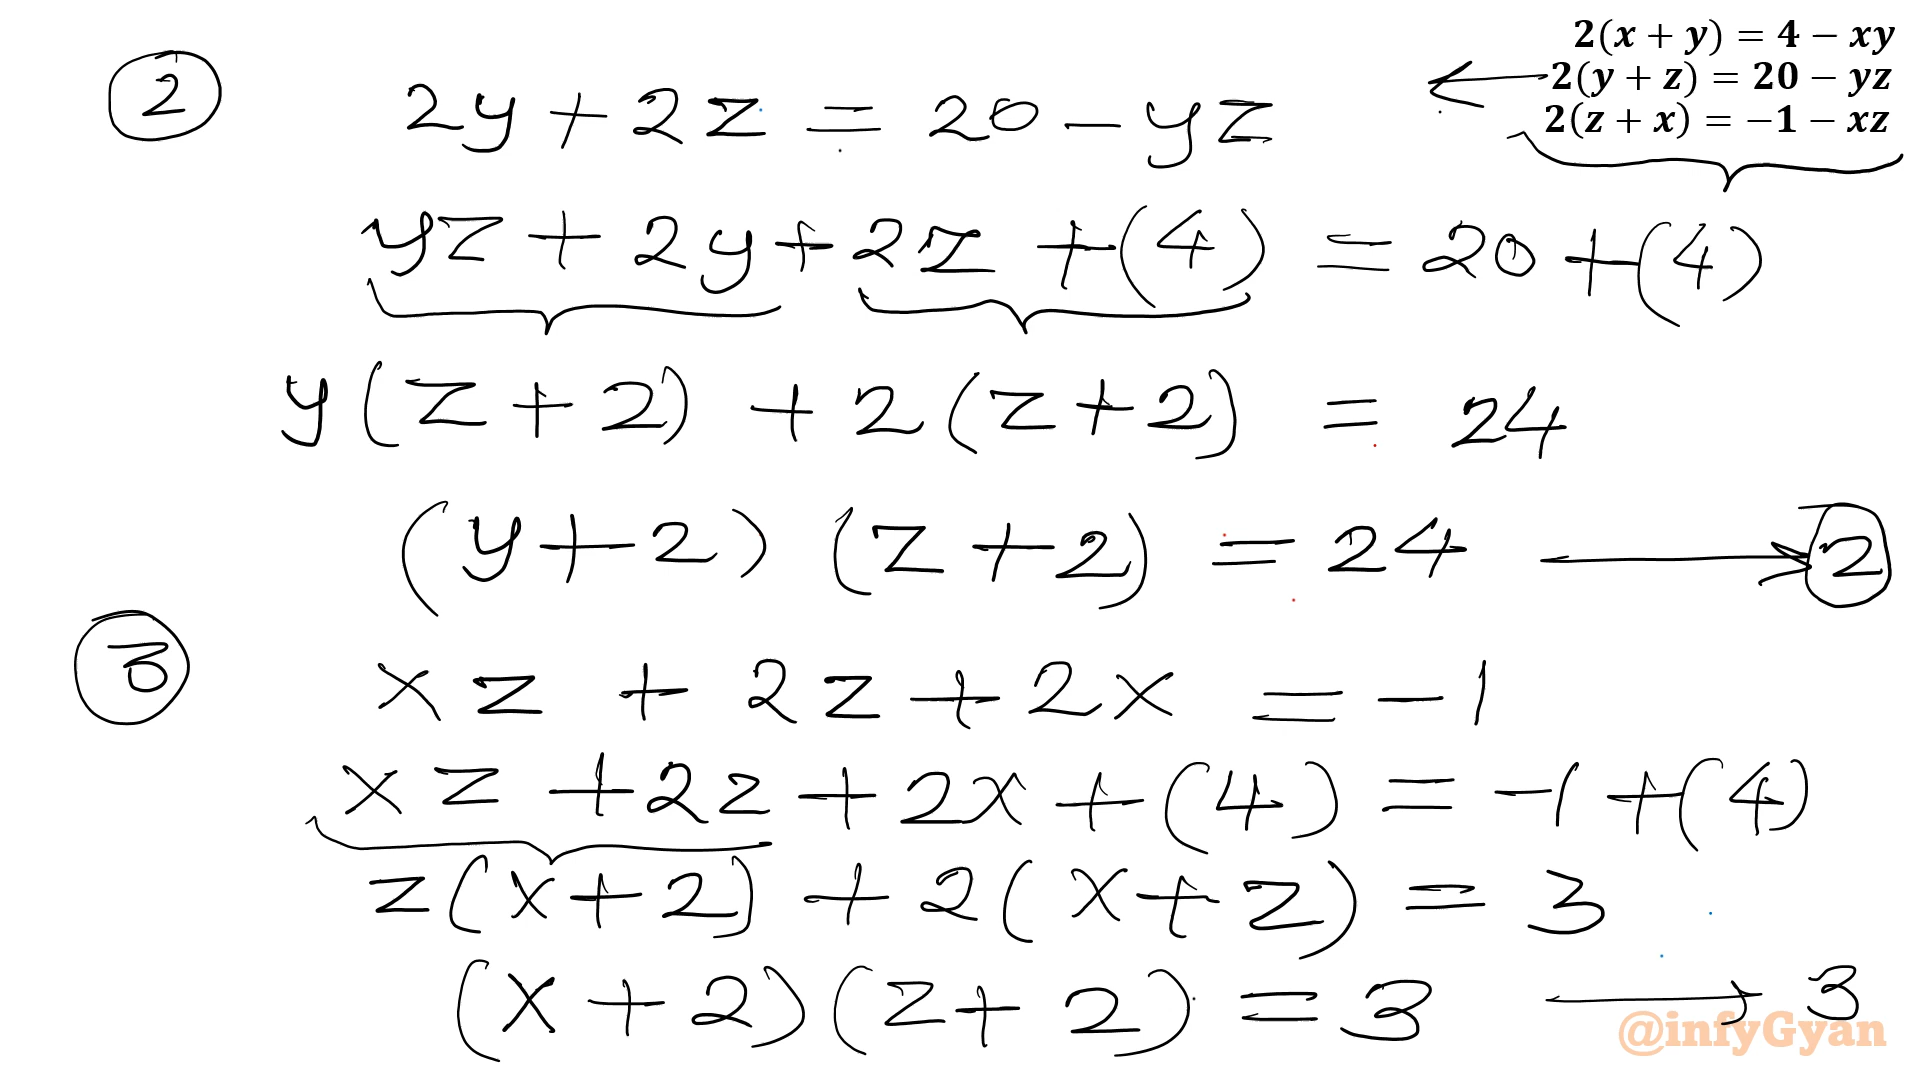 2(x + y) = 4 − xy
2(y + z) = 20 − yz
2(z + x) = −1 − xz
2
2y + 2z = 20 − yz
yz + 2y + 2z + (4) = 20 + (4)
y(z + 2) + 2(z + 2) = 24
(y + 2) (z + 2) = 24 → 2
3
xz + 2z + 2x = −1
xz + 2z + 2x + (4) = −1 + (4)
z(x + 2) + 2(x + z) = 3
(x + 2)(z + 2) = 3 → 3
@infyGyan